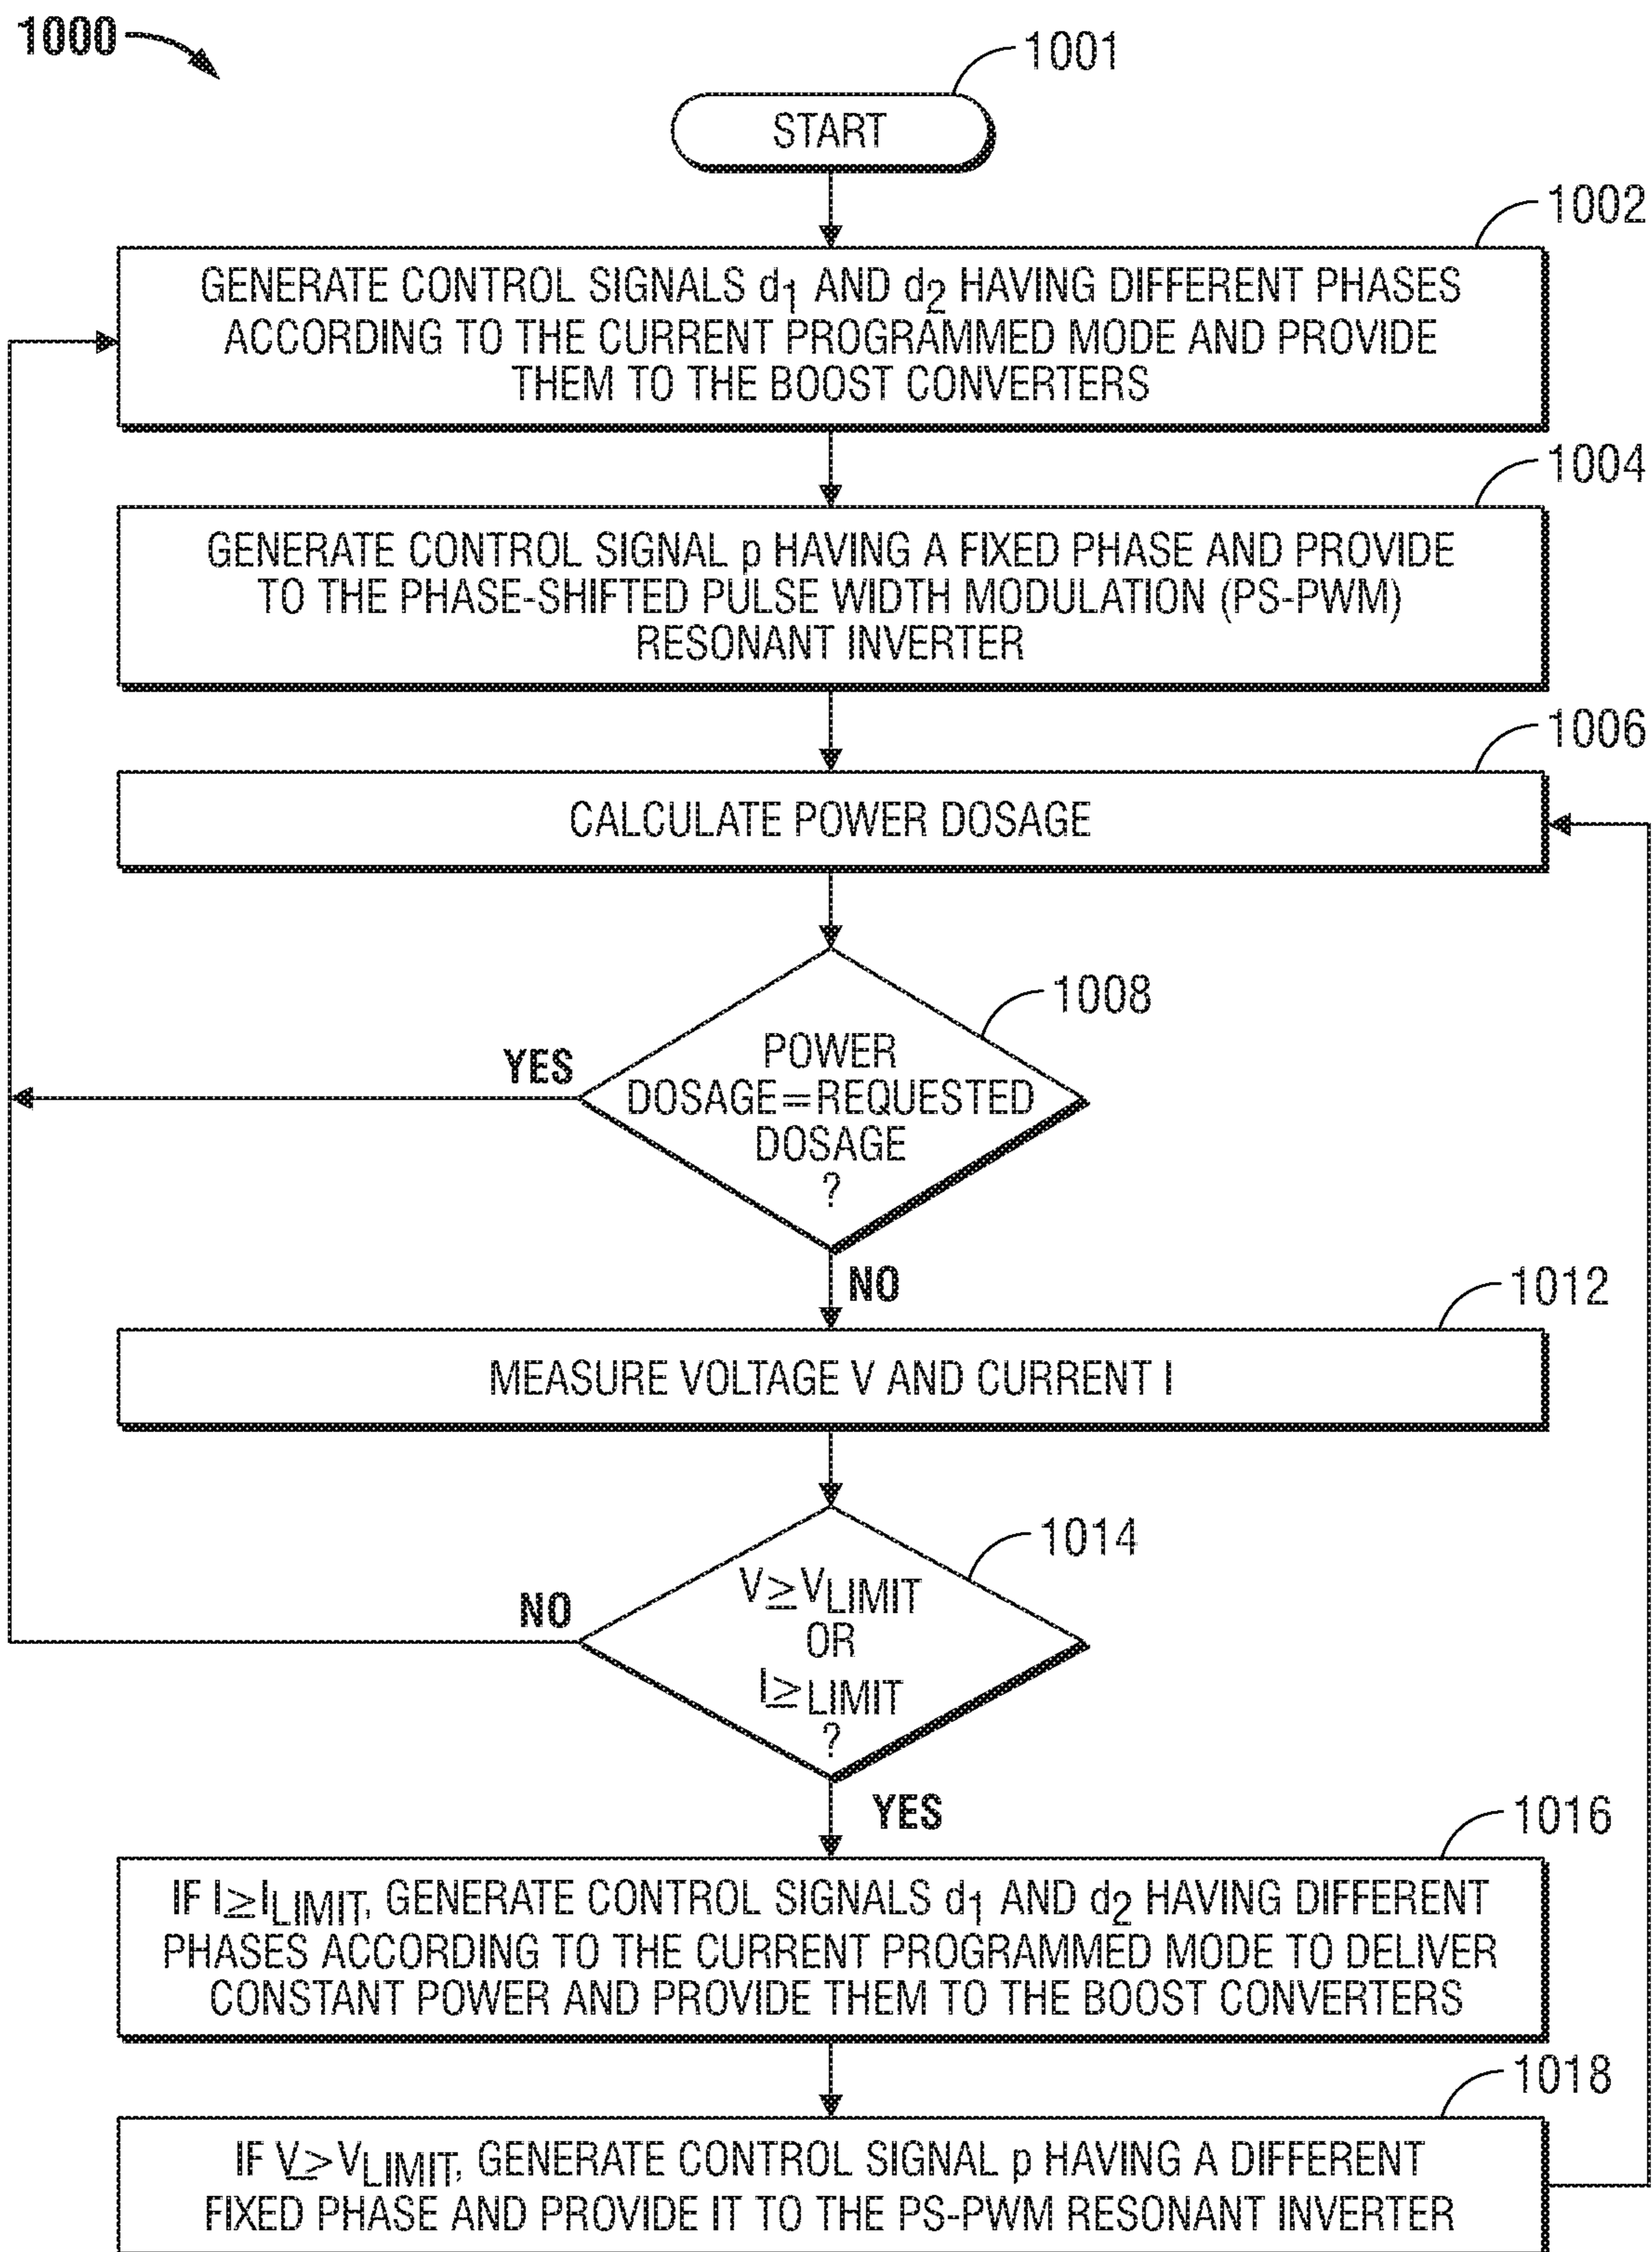 1000
1001
START
1002
GENERATE CONTROL SIGNALS d1 AND d2 HAVING DIFFERENT PHASES
ACCORDING TO THE CURRENT PROGRAMMED MODE AND PROVIDE
THEM TO THE BOOST CONVERTERS
1004
GENERATE CONTROL SIGNAL p HAVING A FIXED PHASE AND PROVIDE
TO THE PHASE-SHIFTED PULSE WIDTH MODULATION (PS-PWM)
RESONANT INVERTER
1006
CALCULATE POWER DOSAGE
1008
POWER
DOSAGE=REQUESTED
DOSAGE
?
YES
NO
1012
MEASURE VOLTAGE V AND CURRENT I
1014
V≥VLIMIT
OR
I≥LIMIT
?
NO
YES
1016
IF I≥ILIMIT, GENERATE CONTROL SIGNALS d1 AND d2 HAVING DIFFERENT
PHASES ACCORDING TO THE CURRENT PROGRAMMED MODE TO DELIVER
CONSTANT POWER AND PROVIDE THEM TO THE BOOST CONVERTERS
1018
IF V≥VLIMIT, GENERATE CONTROL SIGNAL p HAVING A DIFFERENT
FIXED PHASE AND PROVIDE IT TO THE PS-PWM RESONANT INVERTER